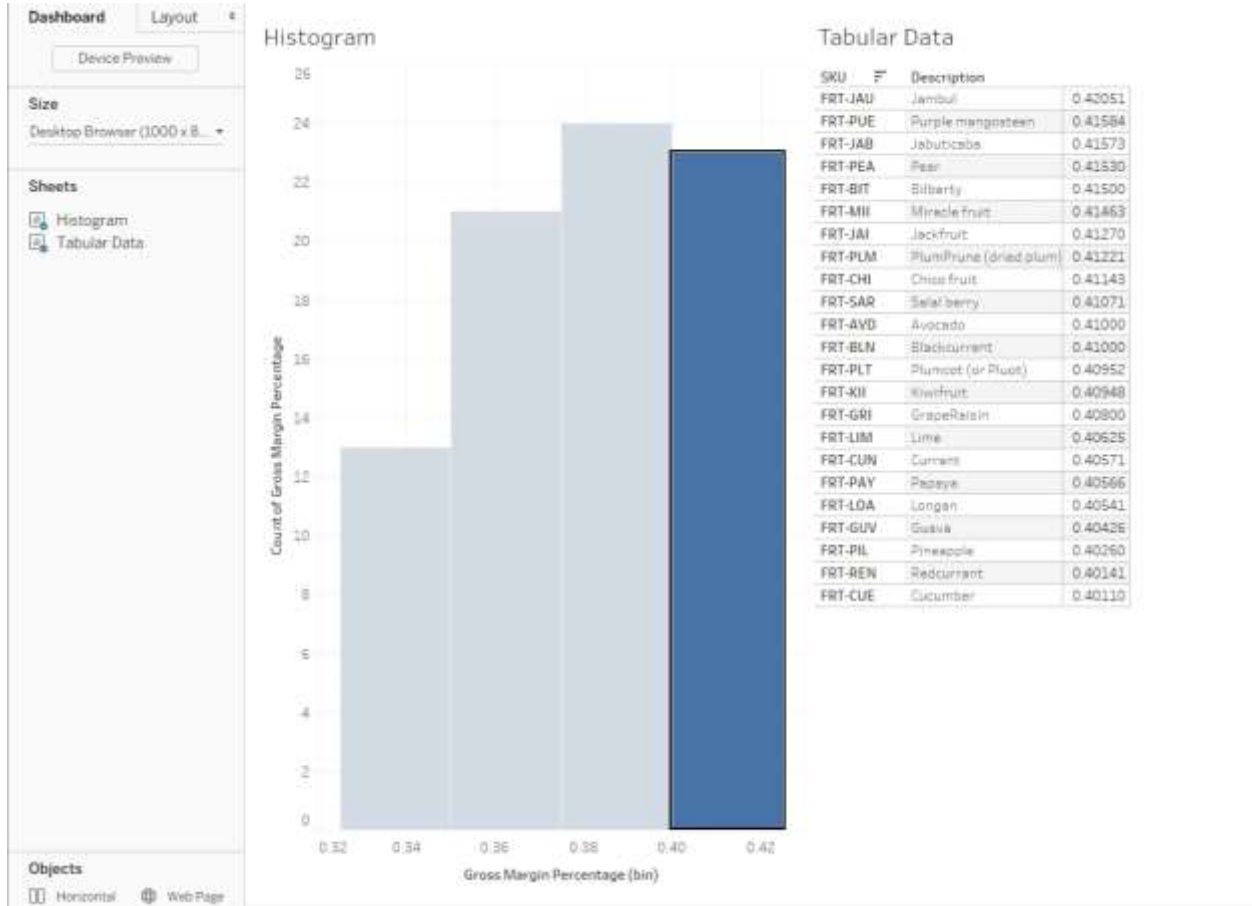 Dashboard Layout
Device Preview
Size
Desktop Browser (1000 x 8...
Sheets
Histogram
Tabular Data
Objects
Horizontal Web Page
Histogram
26
24
22
20
18
16
14
12
10
8
6
4
2
0
Count of Gross Margin Percentage
0.32 0.34 0.36 0.38 0.40 0.42
Gross Margin Percentage (bin)
Tabular Data
SKU Description
FRT-JAU Jambul 0.42051
FRT-PUE Purple mangosteen 0.41584
FRT-JAB Jabuticaba 0.41573
FRT-PEA Pear 0.41530
FRT-BIT Bilberty 0.41500
FRT-MII Miracle fruit 0.41463
FRT-JAI Jackfruit 0.41270
FRT-PLM PlumPrune (dried plum) 0.41221
FRT-CHI Chico fruit 0.41143
FRT-SAR Salal berry 0.41071
FRT-AVD Avocado 0.41000
FRT-BLN Blackcurrent 0.41000
FRT-PLT Plumcot (or Pluot) 0.40952
FRT-KII Kiwifruit 0.40948
FRT-GRI GrapeRaisin 0.40800
FRT-LIM Lime 0.40625
FRT-CUN Current 0.40571
FRT-PAY Papaya 0.40566
FRT-LOA Longan 0.40541
FRT-GUV Guava 0.40426
FRT-PIL Pineapple 0.40260
FRT-REN Redcurrant 0.40141
FRT-CUE Cucumber 0.40110